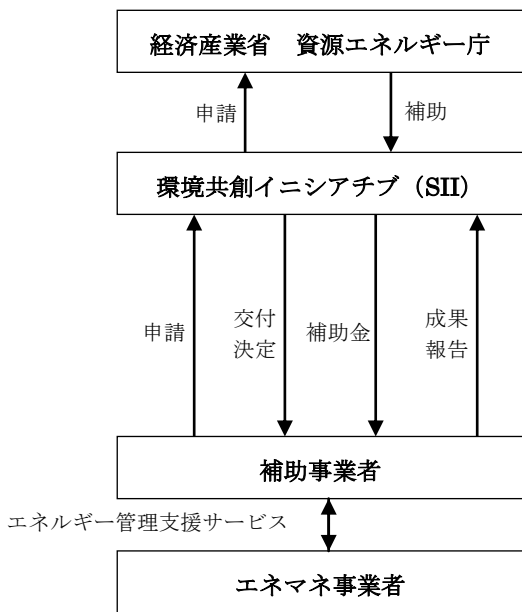 経済産業省　資源エネルギー庁
申請
補助
環境共創イニシアチブ（SII）
申請
交付
決定
補助金
成果
報告
補助事業者
エネルギー管理支援サービス
エネマネ事業者